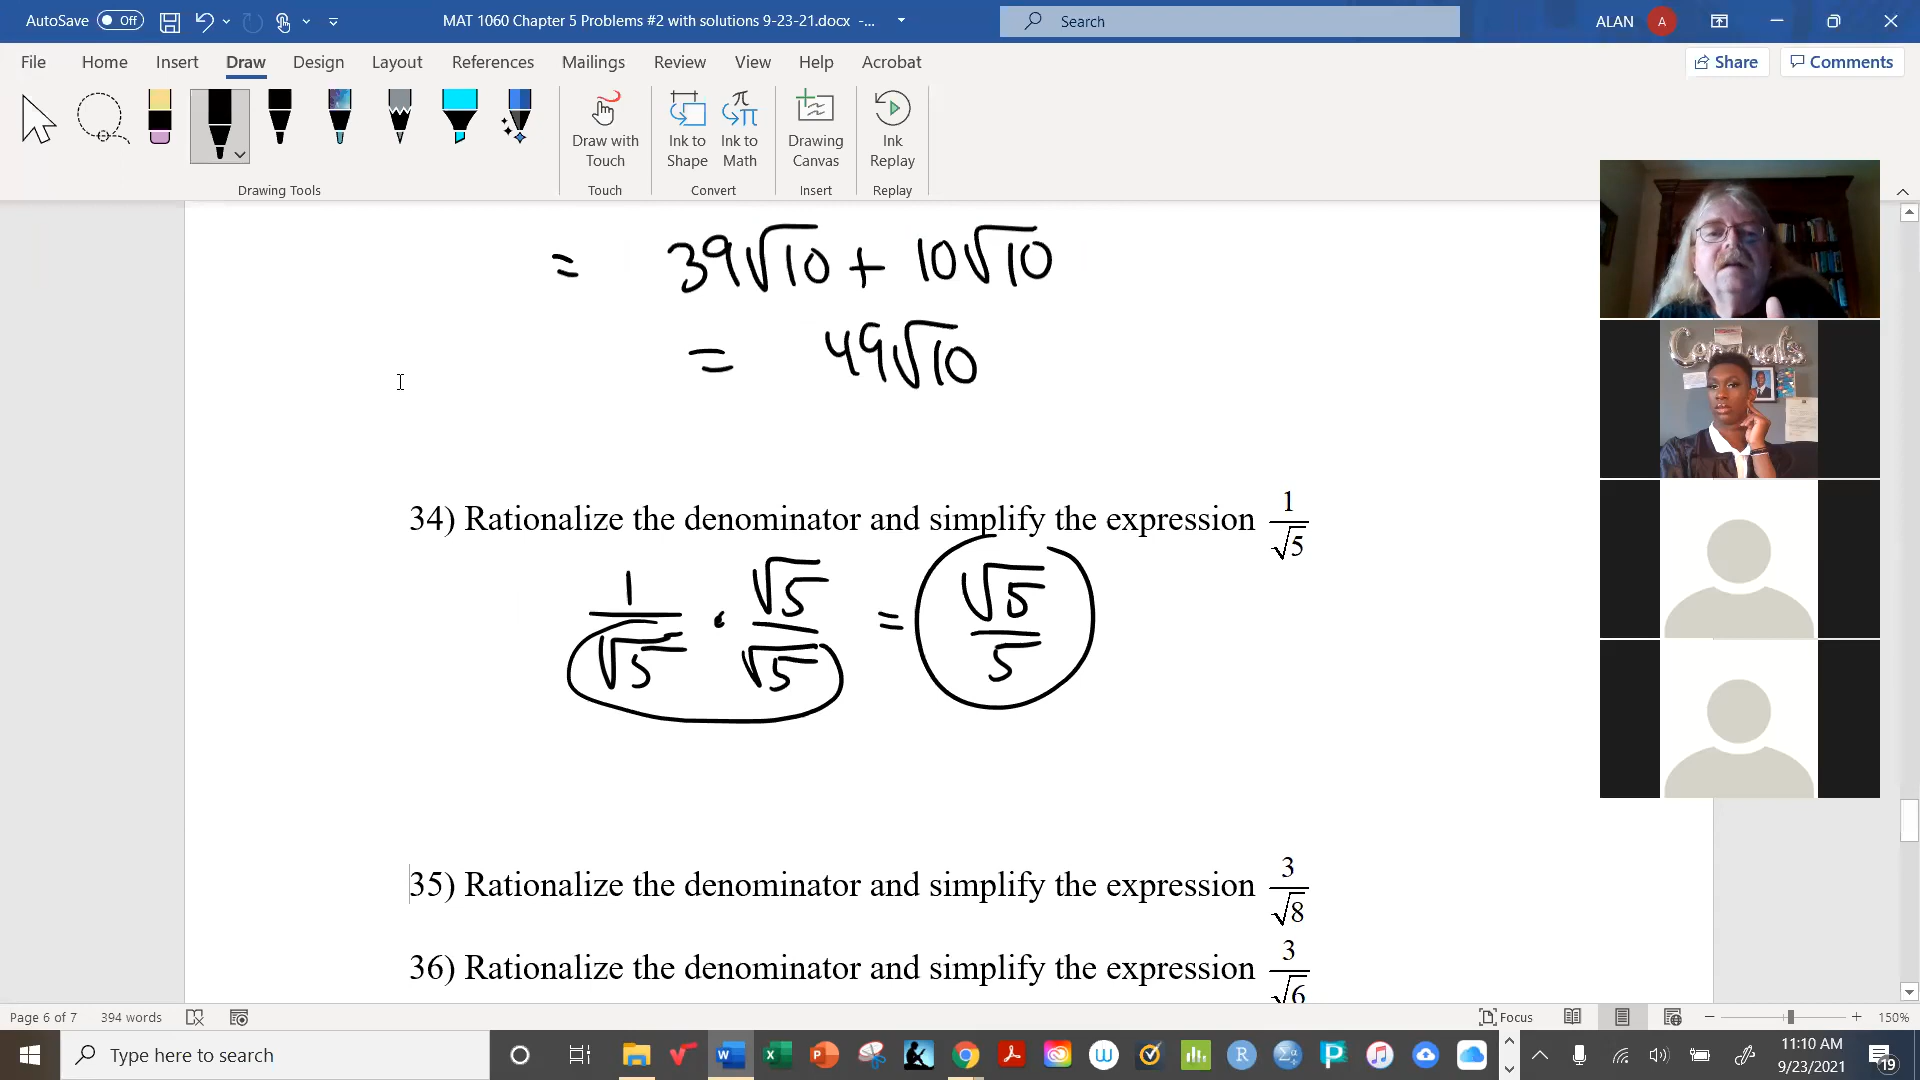 AutoSave Off MAT 1060 Chapter 5 Problems #2 with solutions 9-23-21.docx -... Search ALAN A
File Home Insert Draw Design Layout References Mailings Review View Help Acrobat Share Comments
Draw with Touch
Ink to Shape
Ink to Math
Drawing Canvas
Ink Replay
Drawing Tools Touch Convert Insert Replay
= 39√10 + 10√10
= 49√10
34) Rationalize the denominator and simplify the expression 1/√5
1/√5 · √5/√5 = √5/5
35) Rationalize the denominator and simplify the expression 3/√8
36) Rationalize the denominator and simplify the expression 3/√6
Page 6 of 7 394 words Focus 150%
Type here to search
11:10 AM
9/23/2021
19